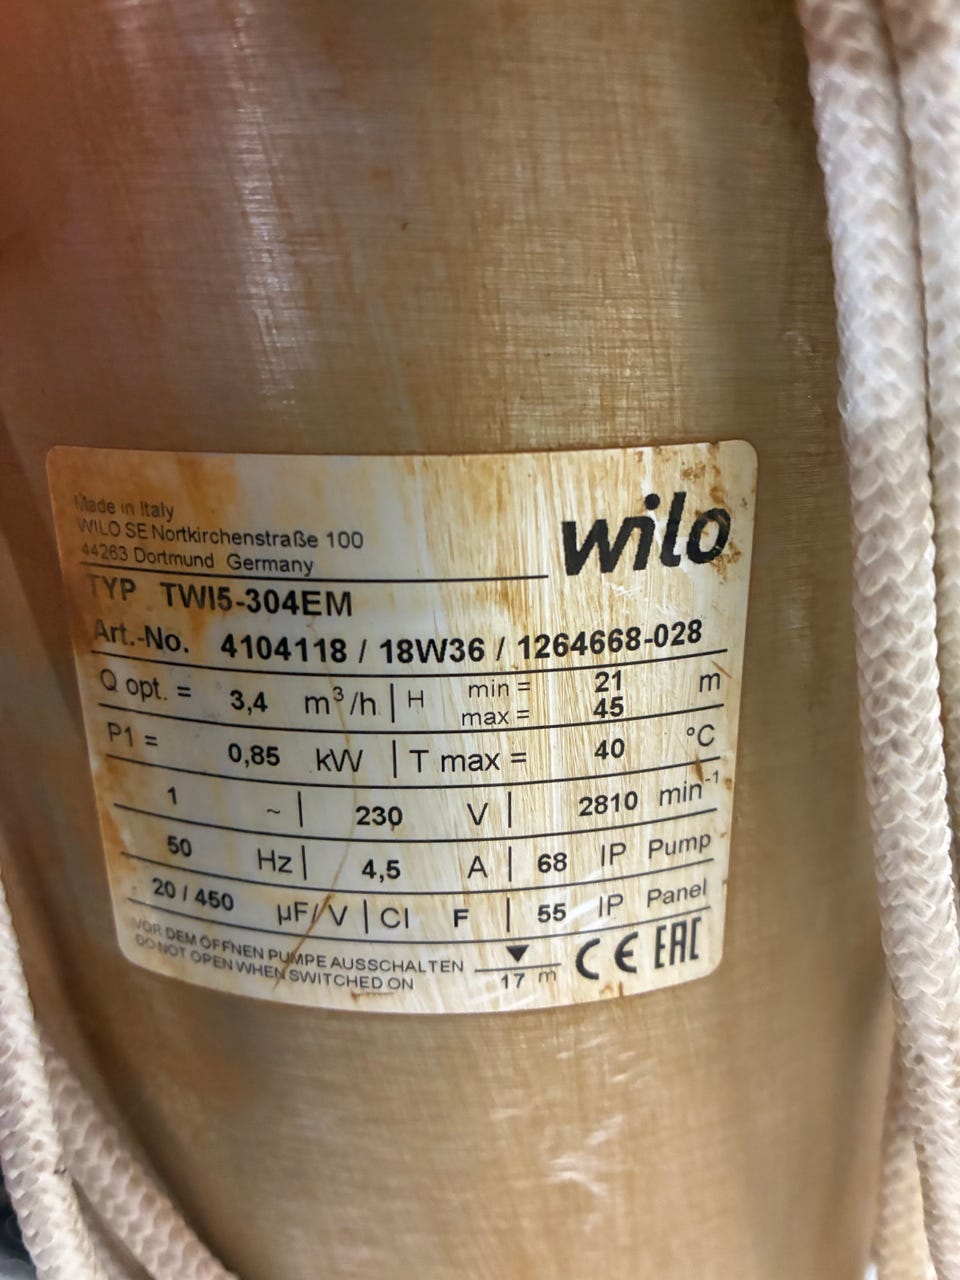 Made in Italy
WILO SE Nortkirchenstraße 100
44263 Dortmund Germany
wilo
TYP TWI5-304EM
Art.-No. 4104118 / 18W36 / 1264668-028
Q opt. = 3,4 m³/h | H min = 21 m
max = 45
P1 = 0,85 kW | T max = 40 °C
1 ~ | 230 V | 2810 min⁻¹
50 Hz | 4,5 A | 68 IP Pump
20 / 450 µF/V | Cl F | 55 IP Panel
VOR DEM ÖFFNEN PUMPE AUSSCHALTEN
DO NOT OPEN WHEN SWITCHED ON
17 m
CE EAC